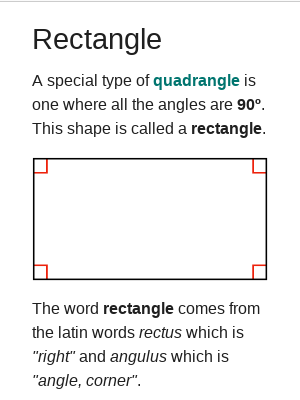 Rectangle
A special type of quadrangle is
one where all the angles are 90º.
This shape is called a rectangle.
The word rectangle comes from
the latin words rectus which is
"right" and angulus which is
"angle, corner".